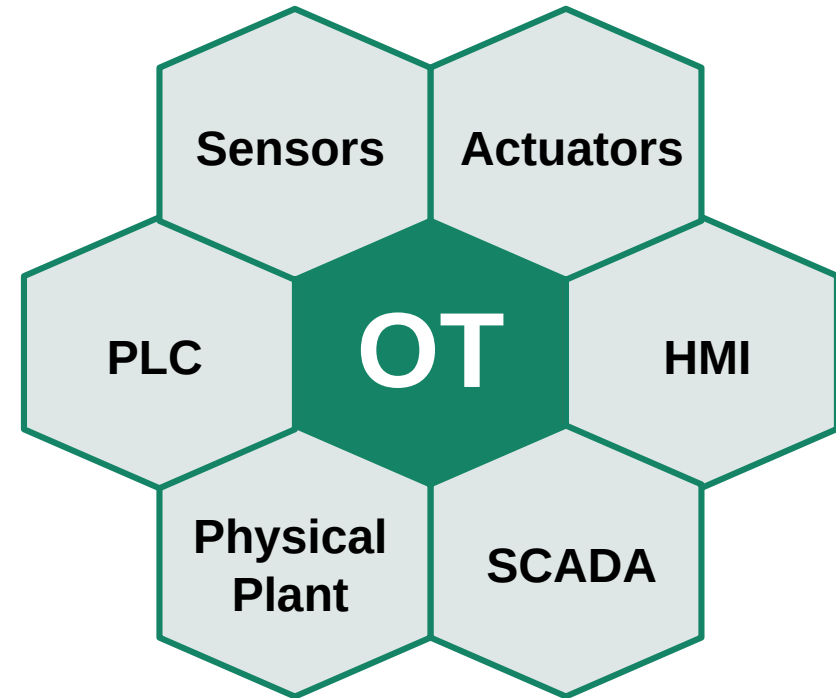 Sensors
Actuators
PLC
OT
HMI
Physical
Plant
SCADA